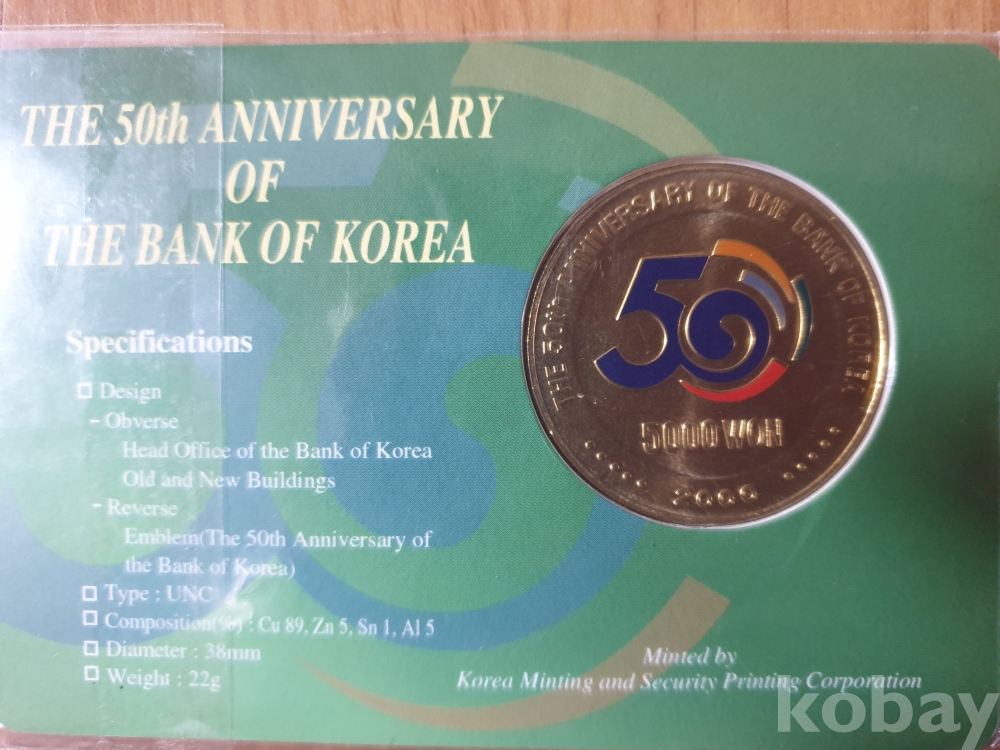 THE 50th ANNIVERSARY
OF
THE BANK OF KOREA
THE 50TH ANNIVERSARY OF THE BANK OF KOREA
50
5000 WON
2000
Specifications
Design
- Obverse
Head Office of the Bank of Korea
Old and New Buildings
- Reverse
Emblem(The 50th Anniversary of
the Bank of Korea)
Type : UNC
Composition(%) : Cu 89, Zn 5, Sn 1, Al 5
Diameter : 38mm
Weight : 22g
Minted by
Korea Minting and Security Printing Corporation
kobay